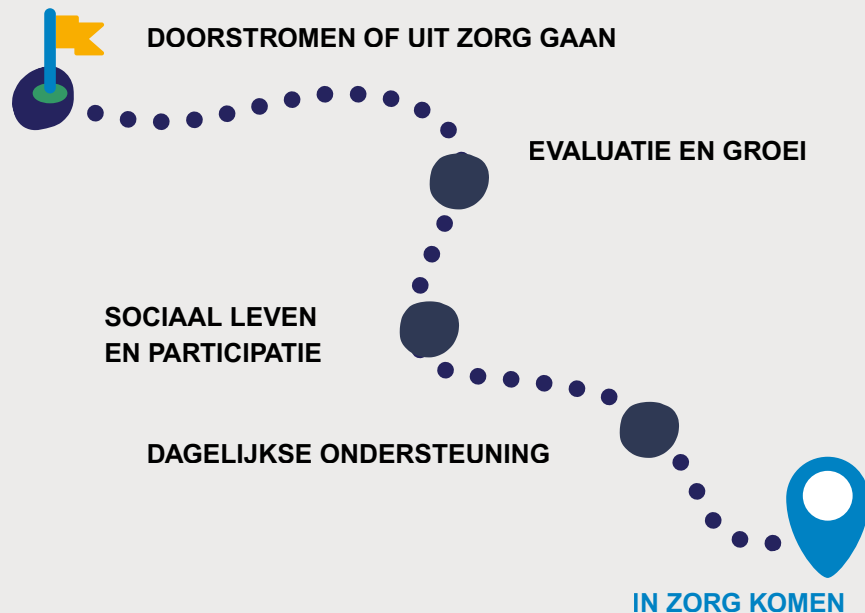 DOORSTROMEN OF UIT ZORG GAAN
EVALUATIE EN GROEI
SOCIAAL LEVEN
EN PARTICIPATIE
DAGELIJKSE ONDERSTEUNING
IN ZORG KOMEN